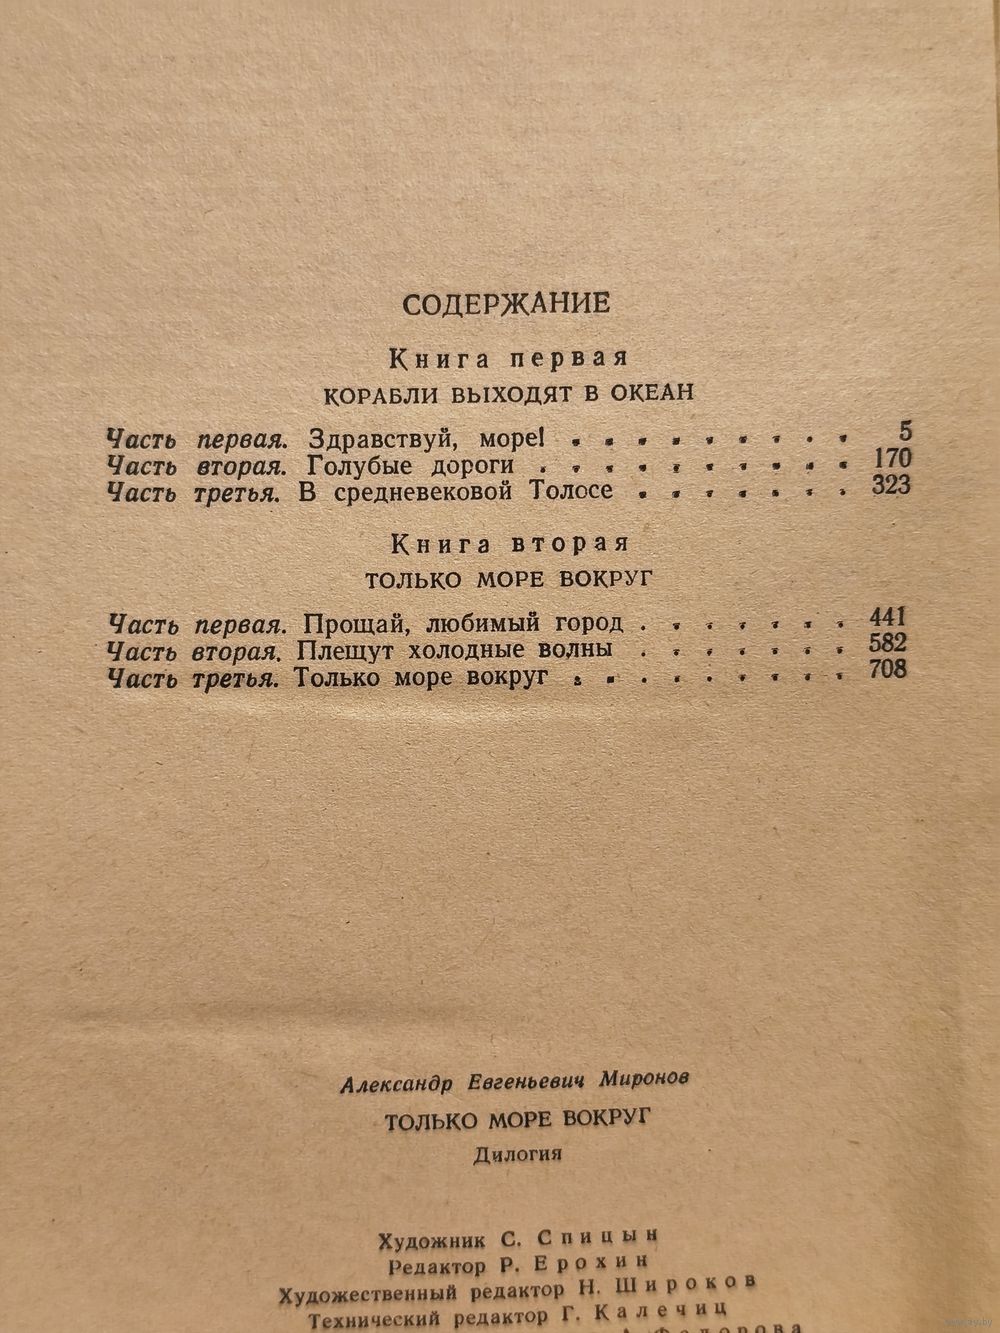 СОДЕРЖАНИЕ
Книга первая
КОРАБЛИ ВЫХОДЯТ В ОКЕАН
Часть первая. Здравствуй, море! . . . . . . . . . 5
Часть вторая. Голубые дороги . . . . . . . . . . 170
Часть третья. В средневековой Толосе . . . . . . . 323
Книга вторая
ТОЛЬКО МОРЕ ВОКРУГ
Часть первая. Прощай, любимый город . . . . . . . 441
Часть вторая. Плещут холодные волны . . . . . . . 582
Часть третья. Только море вокруг . . . . . . . . . 708
Александр Евгеньевич Миронов
ТОЛЬКО МОРЕ ВОКРУГ
Дилогия
Художник С. Спицын
Редактор Р. Ерохин
Художественный редактор Н. Широков
Технический редактор Г. Калечиц
А. Федорова